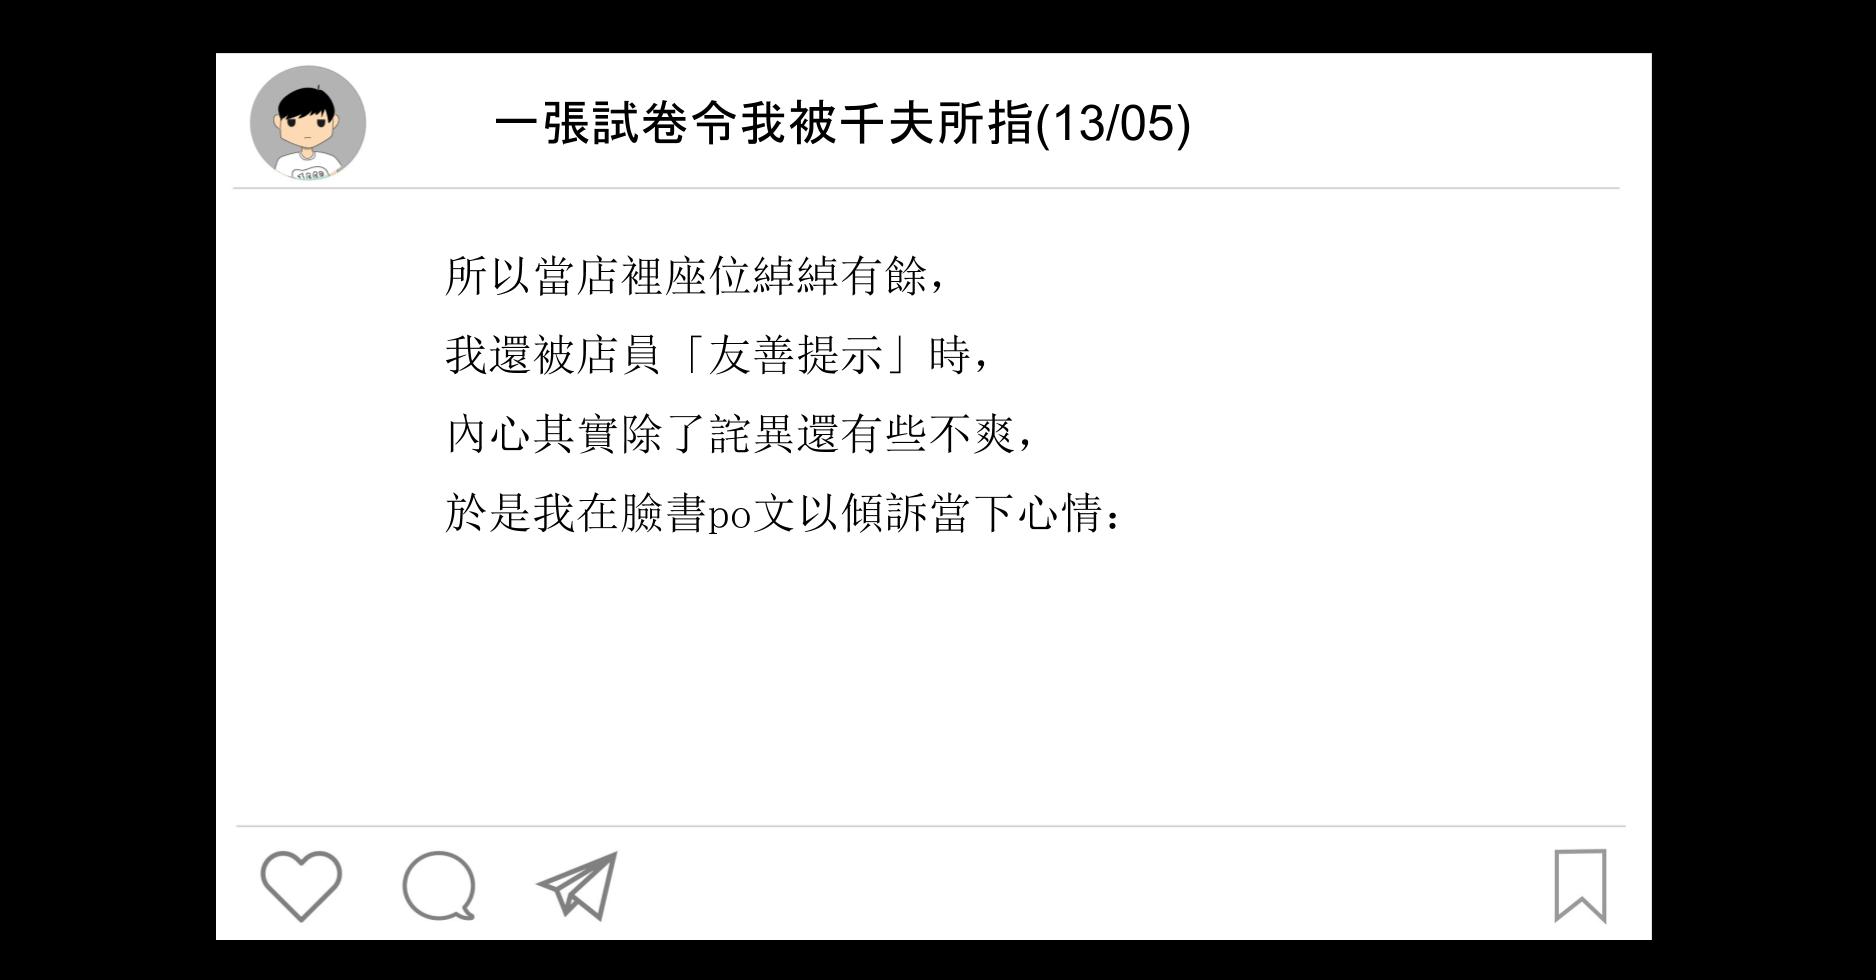 一張試卷令我被千夫所指(13/05)
所以當店裡座位綽綽有餘，
我還被店員「友善提示」時，
內心其實除了詫異還有些不爽，
於是我在臉書po文以傾訴當下心情：